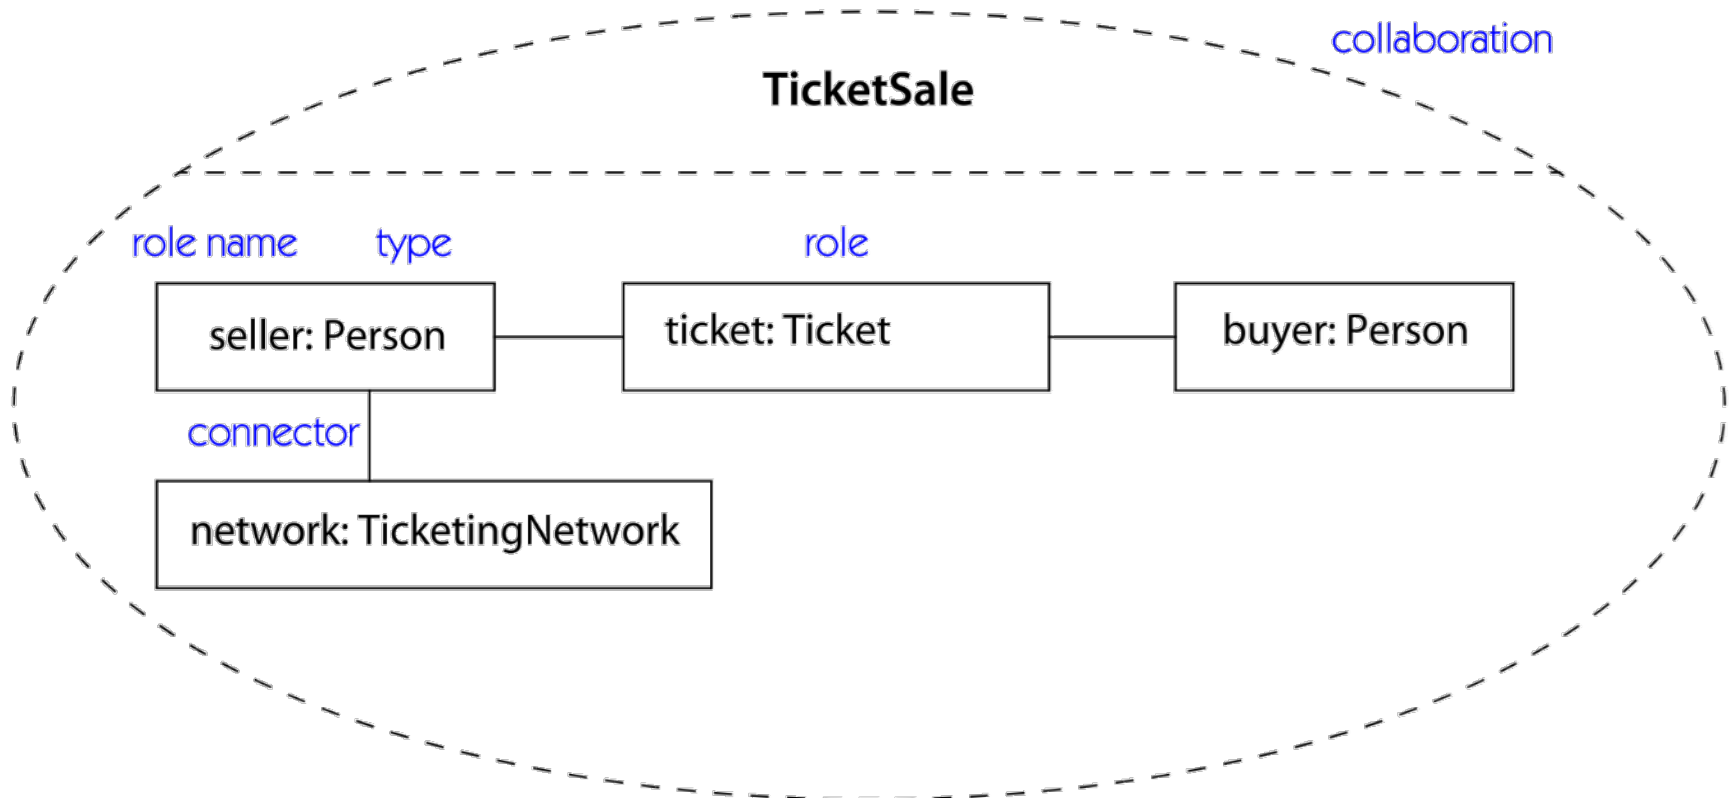 collaboration
TicketSale
role name type role
seller: Person ticket: Ticket buyer: Person
connector
network: TicketingNetwork